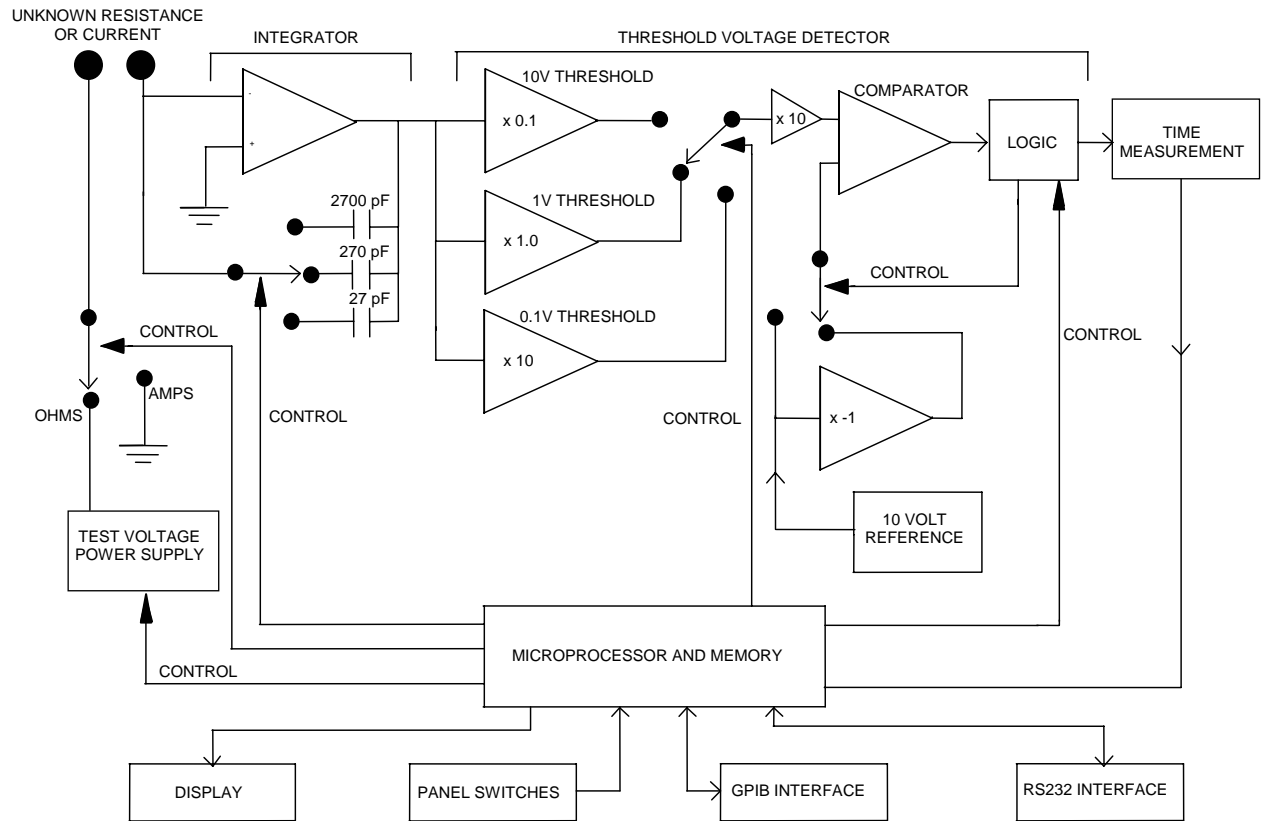 UNKNOWN RESISTANCE
OR CURRENT
INTEGRATOR
THRESHOLD VOLTAGE DETECTOR
10V THRESHOLD
x 0.1
-
+
x 10
COMPARATOR
LOGIC
TIME
MEASUREMENT
2700 pF
270 pF
27 pF
1V THRESHOLD
x 1.0
0.1V THRESHOLD
x 10
CONTROL
CONTROL
CONTROL
OHMS
AMPS
CONTROL
CONTROL
x -1
10 VOLT
REFERENCE
TEST VOLTAGE
POWER SUPPLY
CONTROL
MICROPROCESSOR AND MEMORY
DISPLAY
PANEL SWITCHES
GPIB INTERFACE
RS232 INTERFACE